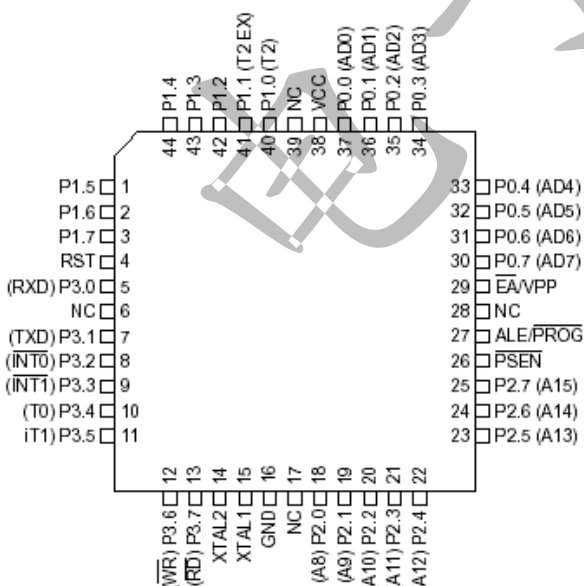 44 P1.4
43 P1.3
42 P1.2
41 P1.1 (T2 EX)
40 P1.0 (T2)
39 NC
38 VCC
37 P0.0 (AD0)
36 P0.1 (AD1)
35 P0.2 (AD2)
34 P0.3 (AD3)
P1.5 1
P1.6 2
P1.7 3
RST 4
(RXD) P3.0 5
NC 6
(TXD) P3.1 7
(INT0) P3.2 8
(INT1) P3.3 9
(T0) P3.4 10
iT1) P3.5 11
33 P0.4 (AD4)
32 P0.5 (AD5)
31 P0.6 (AD6)
30 P0.7 (AD7)
29 EA/VPP
28 NC
27 ALE/PROG
26 PSEN
25 P2.7 (A15)
24 P2.6 (A14)
23 P2.5 (A13)
(WR) P3.6 12
(RD) P3.7 13
XTAL2 14
XTAL1 15
GND 16
NC 17
(A8) P2.0 18
(A9) P2.1 19
A10) P2.2 20
A11) P2.3 21
A12) P2.4 22